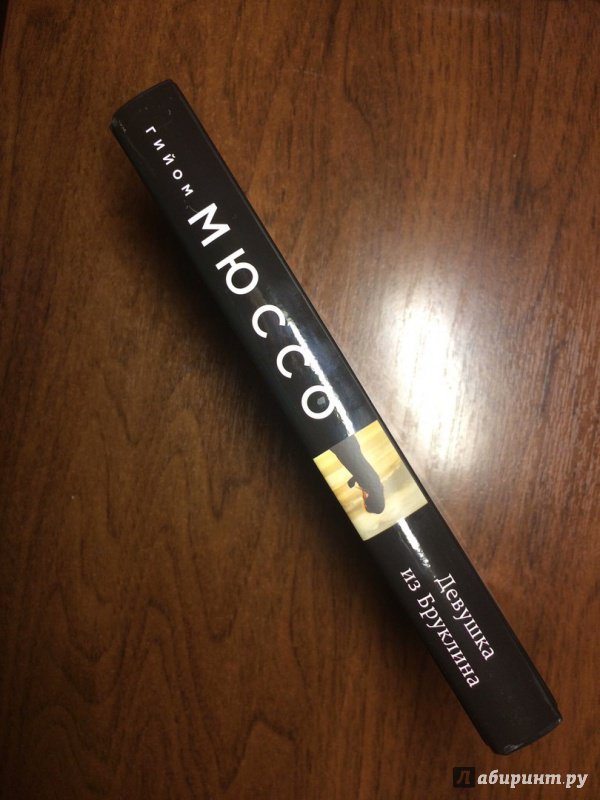 ГИЙОМ
МЮССО
Девушка
из Бруклина
Лабиринт.ру